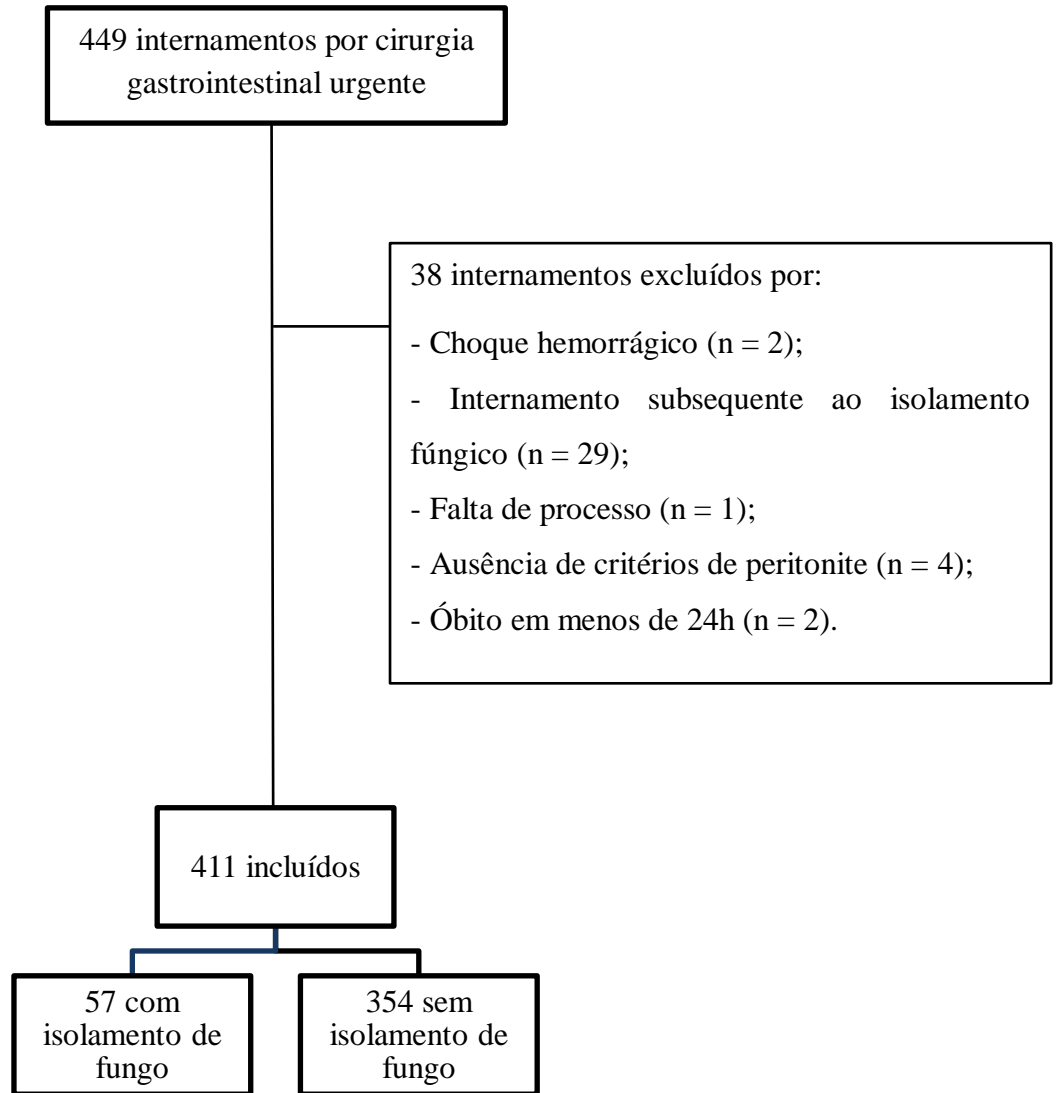 449 internamentos por cirurgia
gastrointestinal urgente
38 internamentos excluídos por:
- Choque hemorrágico (n = 2);
- Internamento subsequente ao isolamento
fúngico (n = 29);
- Falta de processo (n = 1);
- Ausência de critérios de peritonite (n = 4);
- Óbito em menos de 24h (n = 2).
411 incluídos
57 com
isolamento de
fungo
354 sem
isolamento de
fungo